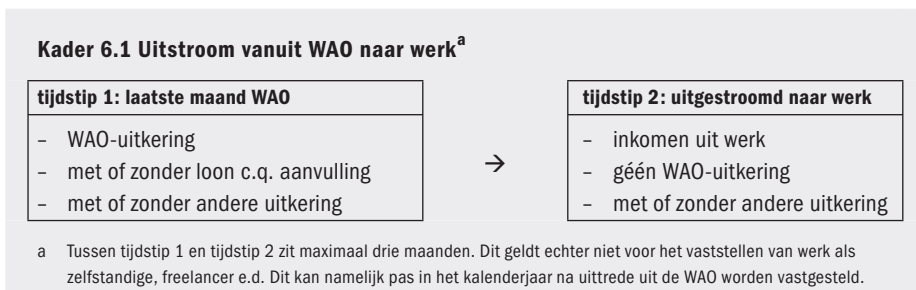 Kader 6.1 Uitstroom vanuit WAO naar werk^a
tijdstip 1: laatste maand WAO
– WAO-uitkering
– met of zonder loon c.q. aanvulling
– met of zonder andere uitkering
→
tijdstip 2: uitgestroomd naar werk
– inkomen uit werk
– géén WAO-uitkering
– met of zonder andere uitkering
a Tussen tijdstip 1 en tijdstip 2 zit maximaal drie maanden. Dit geldt echter niet voor het vaststellen van werk als
zelfstandige, freelancer e.d. Dit kan namelijk pas in het kalenderjaar na uittrede uit de WAO worden vastgesteld.